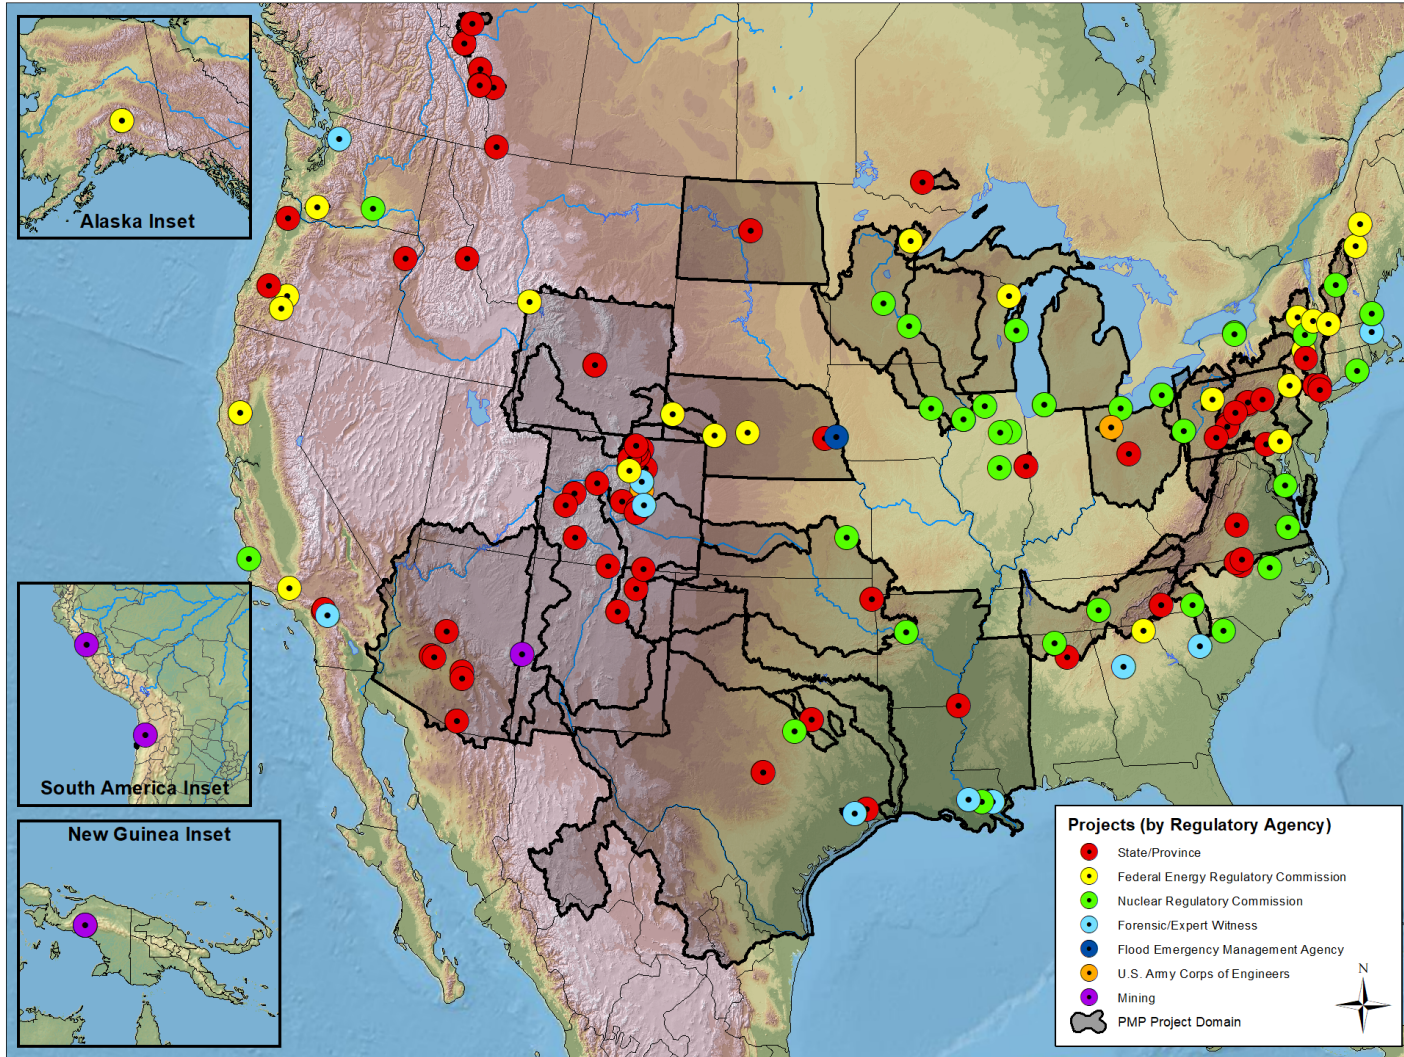 Alaska Inset
South America Inset
New Guinea Inset
Projects (by Regulatory Agency)
State/Province
Federal Energy Regulatory Commission
Nuclear Regulatory Commission
Forensic/Expert Witness
Flood Emergency Management Agency
U.S. Army Corps of Engineers
Mining
PMP Project Domain
N